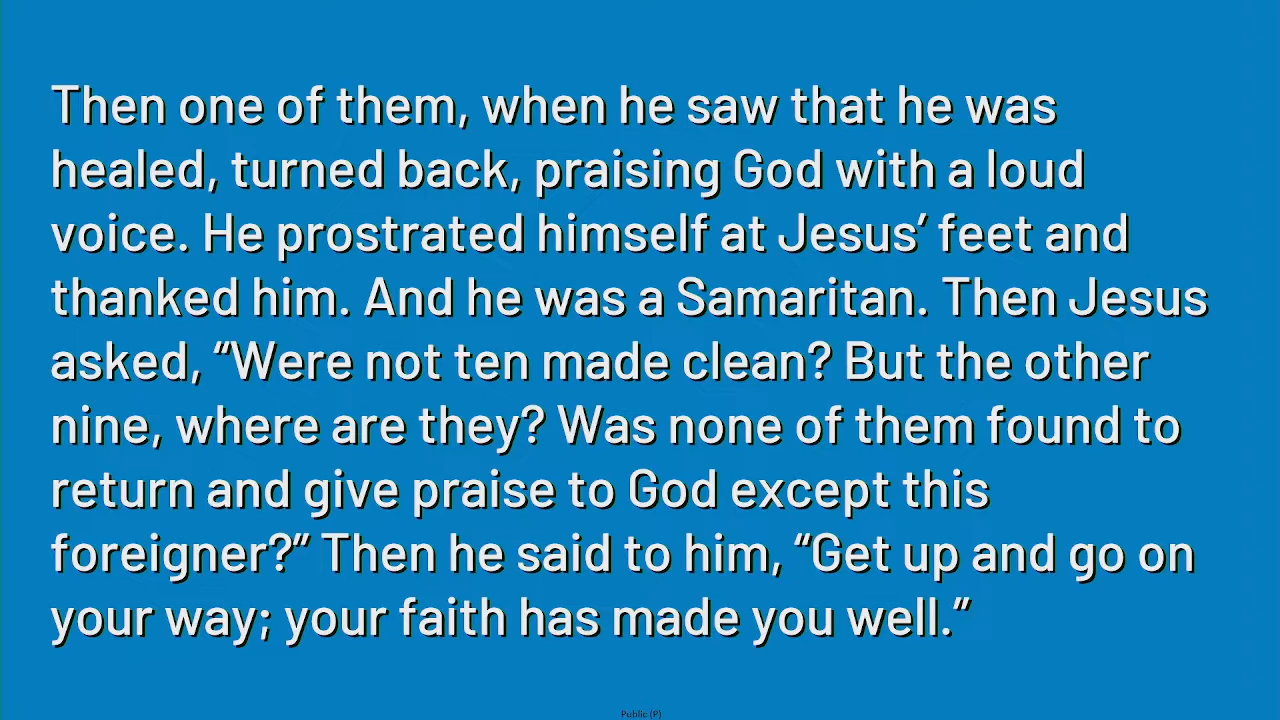 Then one of them, when he saw that he was
healed, turned back, praising God with a loud
voice. He prostrated himself at Jesus’ feet and
thanked him. And he was a Samaritan. Then Jesus
asked, “Were not ten made clean? But the other
nine, where are they? Was none of them found to
return and give praise to God except this
foreigner?” Then he said to him, “Get up and go on
your way; your faith has made you well.”
Public (P)